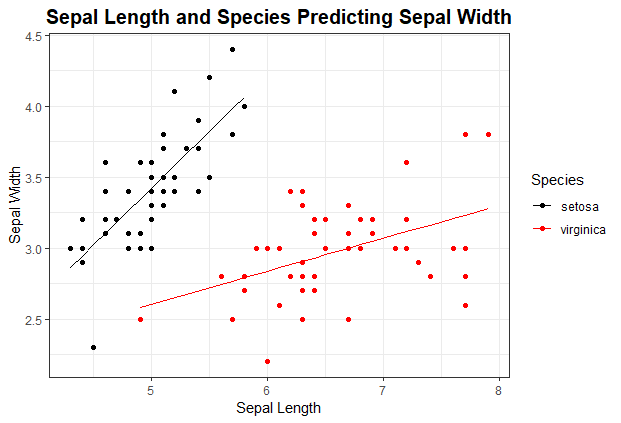 Sepal Length and Species Predicting Sepal Width
4.5
4.0
3.5
3.0
2.5
Sepal Width
5 6 7 8
Sepal Length
Species
setosa
virginica